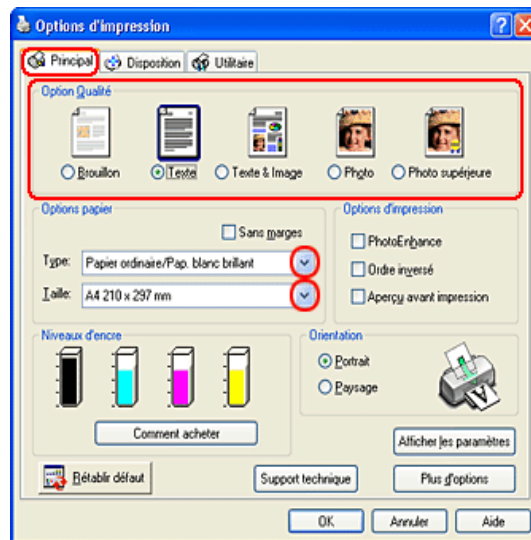 Options d'impression
Principal
Disposition
Utilitaire
Option Qualité
Brouillon
Texte
Texte & Image
Photo
Photo supérieure
Options papier
Sans marges
Type: Papier ordinaire/Pap. blanc brillant
Taille: A4 210 x 297 mm
Options d'impression
PhotoEnhance
Ordre inversé
Aperçu avant impression
Niveaux d'encre
Comment acheter
Orientation
Portrait
Paysage
A
Afficher les paramètres
Rétablir défaut
Support technique
Plus d'options
OK
Annuler
Aide